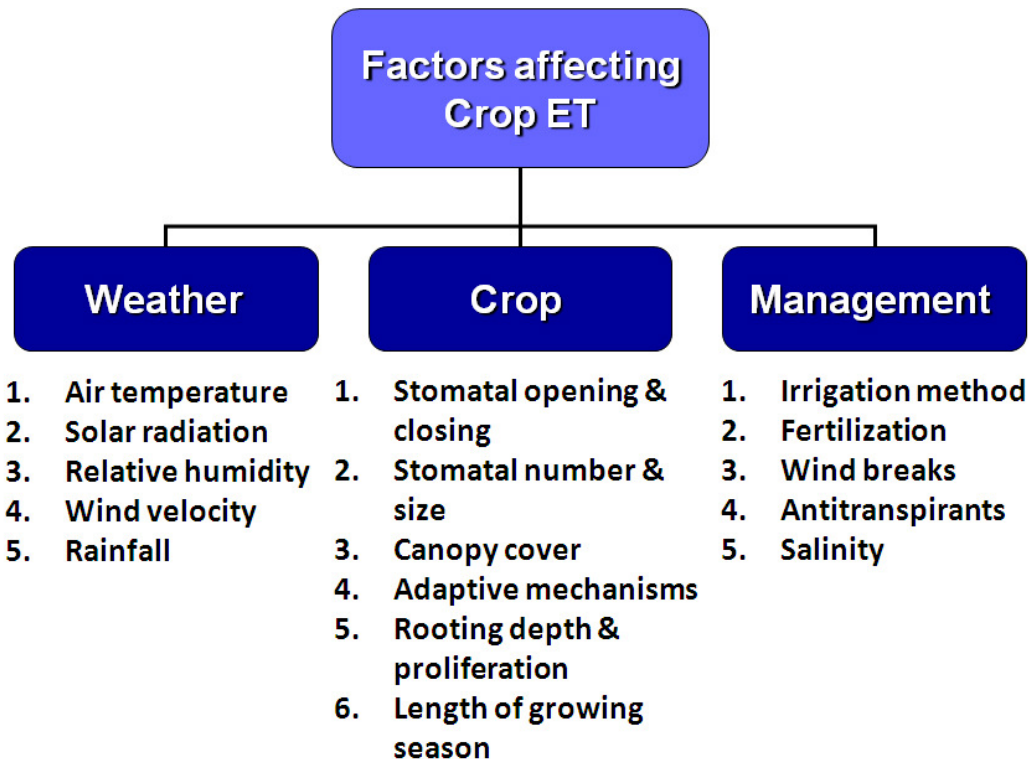 Factors affecting
Crop ET
Weather
Crop
Management
1. Air temperature
2. Solar radiation
3. Relative humidity
4. Wind velocity
5. Rainfall
1. Stomatal opening &
closing
2. Stomatal number &
size
3. Canopy cover
4. Adaptive mechanisms
5. Rooting depth &
proliferation
6. Length of growing
season
1. Irrigation method
2. Fertilization
3. Wind breaks
4. Antitranspirants
5. Salinity